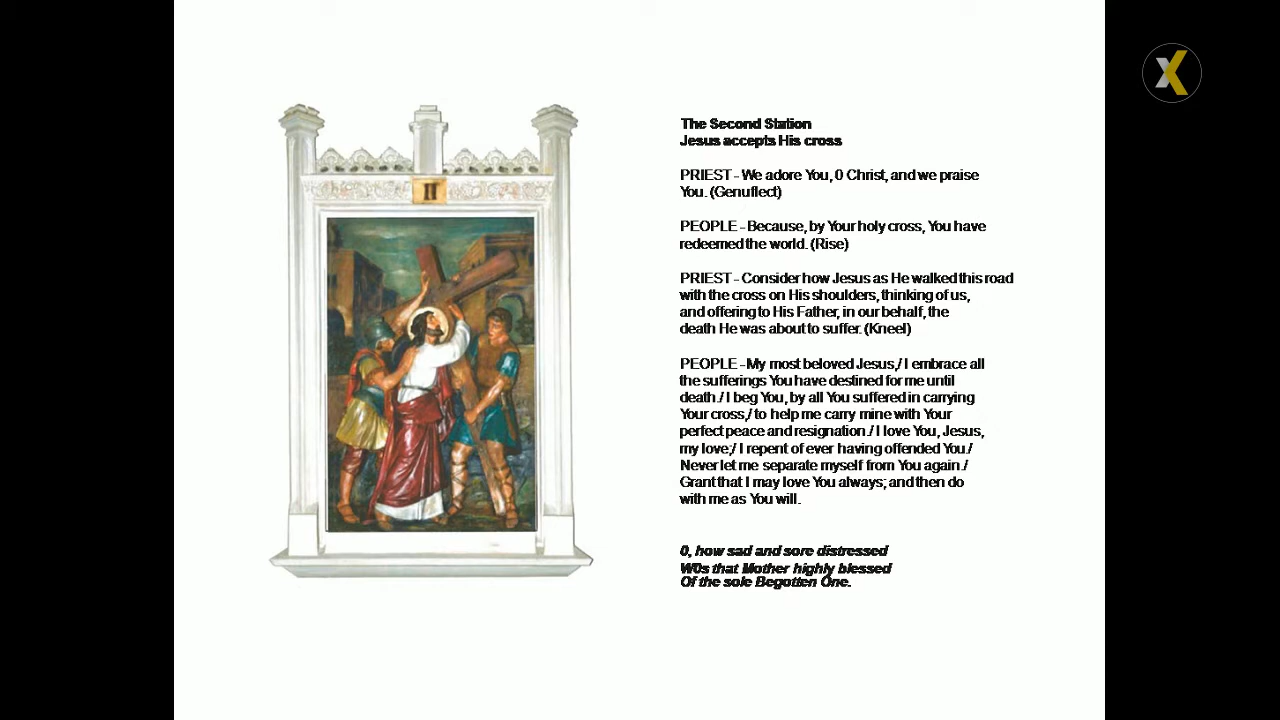 II
The Second Station
Jesus accepts His cross
PRIEST - We adore You, 0 Christ, and we praise
You. (Genuflect)
PEOPLE - Because, by Your holy cross, You have
redeemed the world. (Rise)
PRIEST - Consider how Jesus as He walked this road
with the cross on His shoulders, thinking of us,
and offering to His Father, in our behalf, the
death He was about to suffer. (Kneel)
PEOPLE - My most beloved Jesus,/ I embrace all
the sufferings You have destined for me until
death./ I beg You, by all You suffered in carrying
Your cross,/ to help me carry mine with Your
perfect peace and resignation./ I love You, Jesus,
my love;/ I repent of ever having offended You./
Never let me separate myself from You again./
Grant that I may love You always; and then do
with me as You will.
0, how sad and sore distressed
W0s that Mother highly blessed
Of the sole Begotten One.